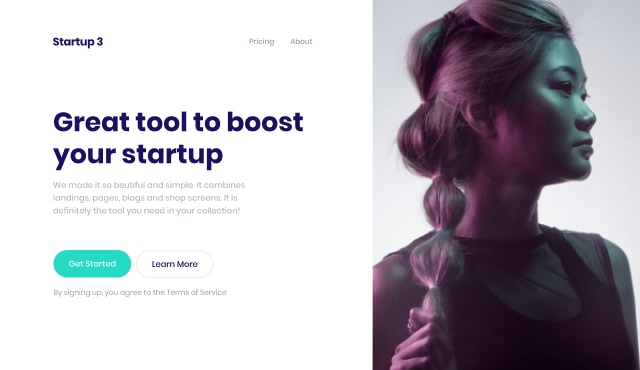 Startup 3
Pricing
About
Great tool to boost
your startup
We made it so beutiful and simple. It combines
landings, pages, blogs and shop screens. It is
definitely the tool you need in your collection!
Get Started
Learn More
By signing up, you agree to the Terms of Service